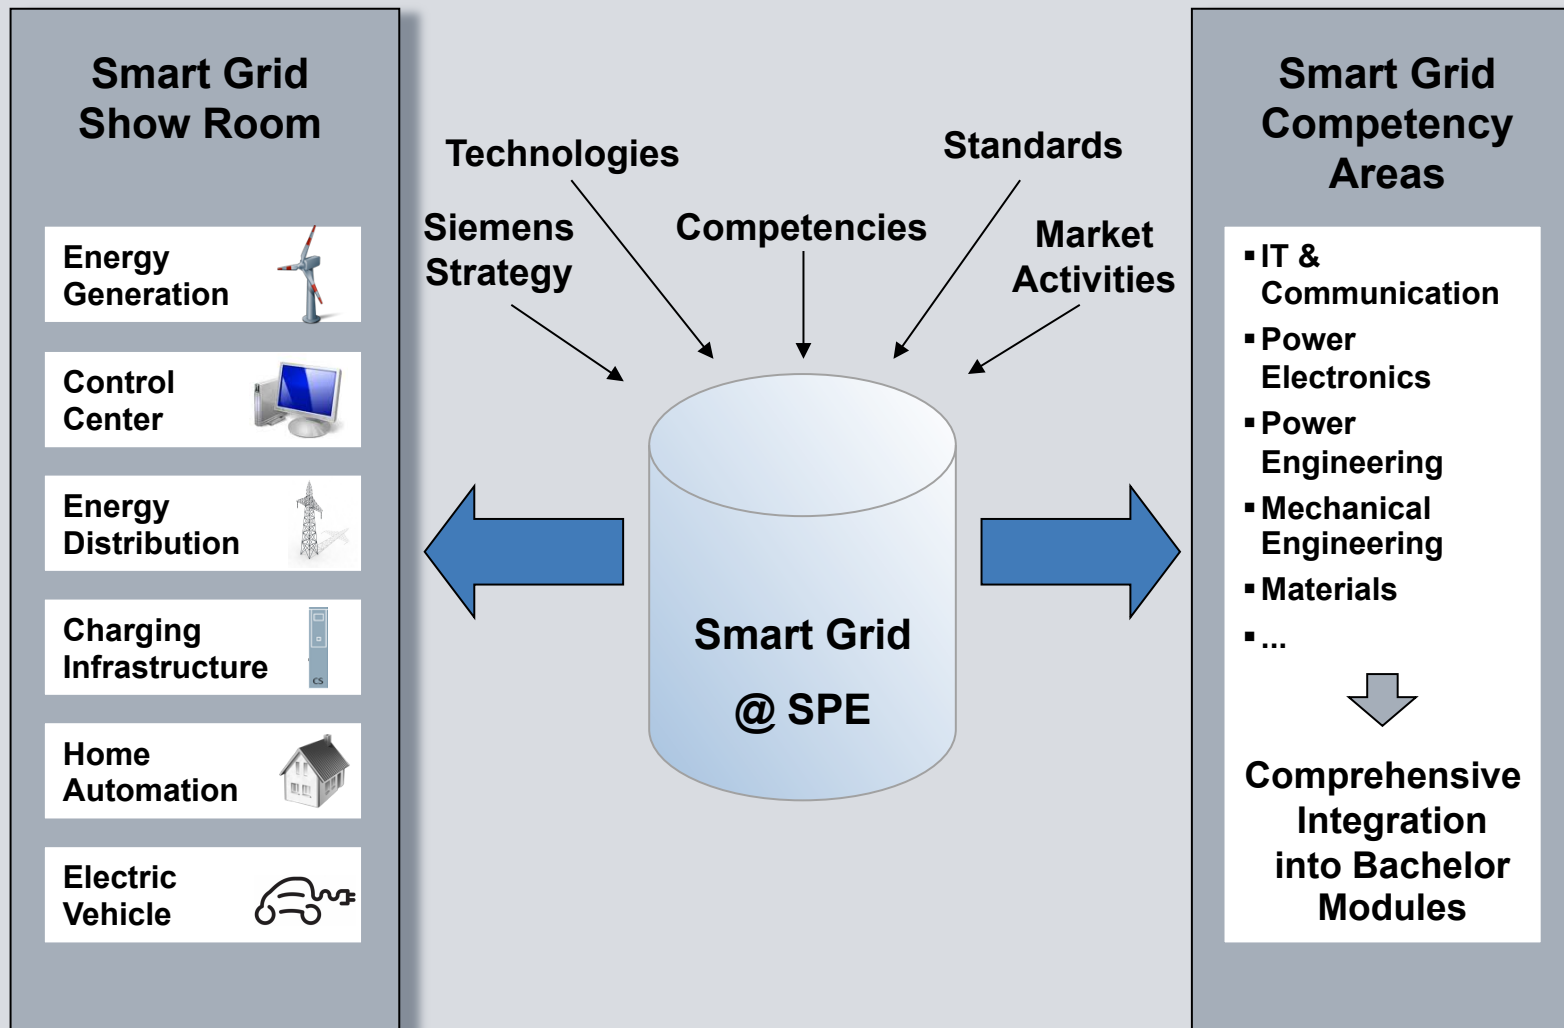 Smart Grid
Show Room
Energy
Generation
Control
Center
Energy
Distribution
Charging
Infrastructure
CS
Home
Automation
Electric
Vehicle
Technologies
Standards
Siemens
Strategy
Competencies
Market
Activities
Smart Grid
@ SPE
Smart Grid
Competency
Areas
▪ IT &
Communication
▪ Power
Electronics
▪ Power
Engineering
▪ Mechanical
Engineering
▪ Materials
▪ ...
Comprehensive
Integration
into Bachelor
Modules